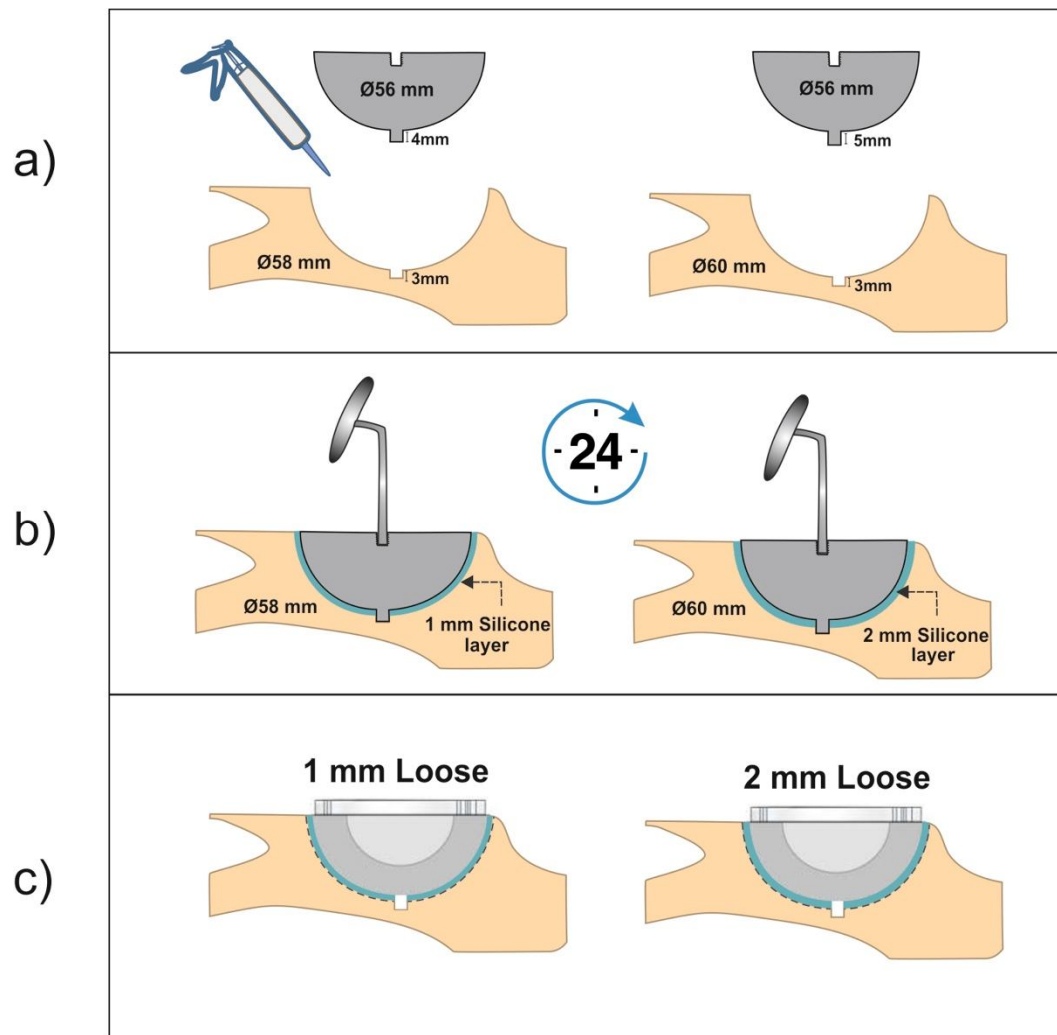 a)
Ø56 mm
4mm
Ø56 mm
5mm
Ø58 mm
3mm
Ø60 mm
3mm
b)
24
Ø58 mm
1 mm Silicone
layer
Ø60 mm
2 mm Silicone
layer
c)
1 mm Loose
2 mm Loose